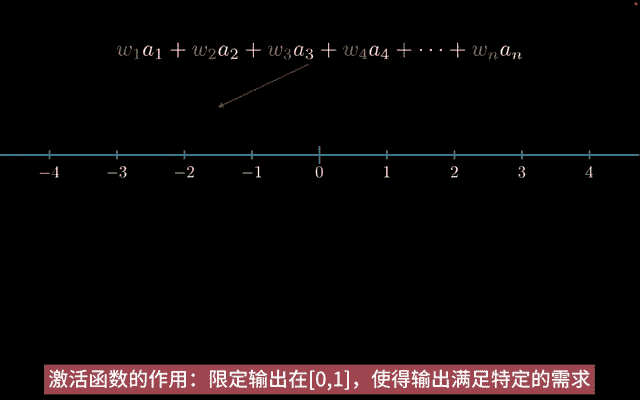 w₁a₁ + w₂a₂ + w₃a₃ + w₄a₄ + ⋯ + wₙaₙ
−4 −3 −2 −1 0 1 2 3 4
激活函数的作用：限定输出在[0,1]，使得输出满足特定的需求